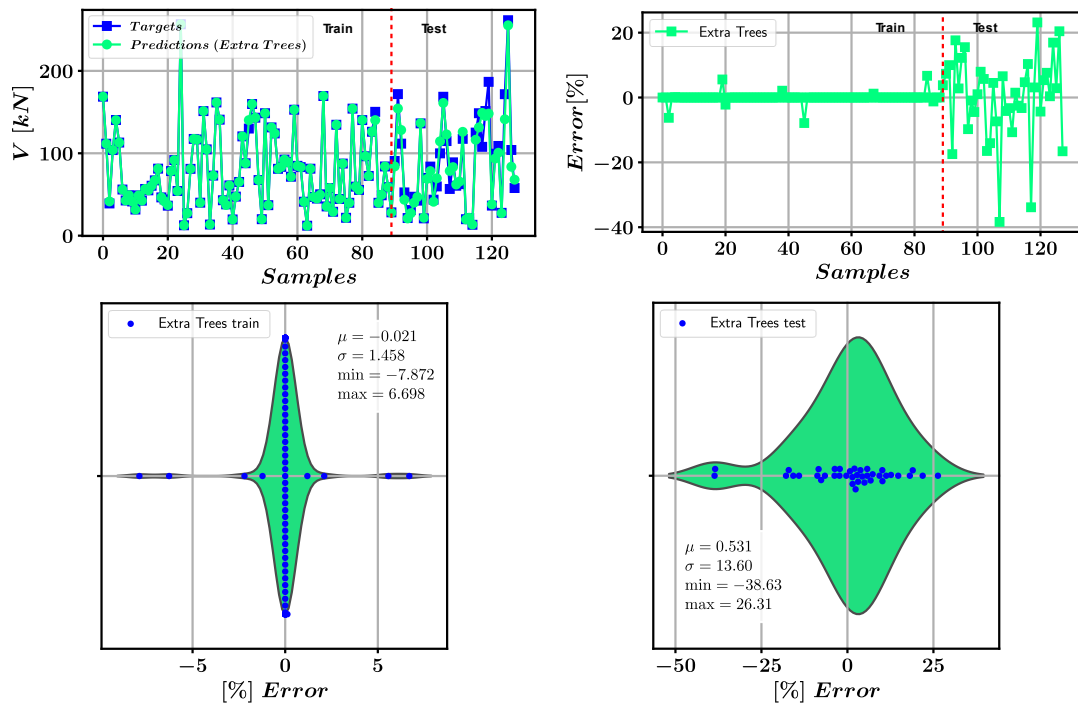 Targets
Predictions (Extra Trees)
Train
Test
V [kN]
200
100
0
0
20
40
60
80
100
120
Samples
Extra Trees
Train
Test
Error[%]
20
0
−20
−40
0
20
40
60
80
100
120
Samples
Extra Trees train
μ = −0.021
σ = 1.458
min = −7.872
max = 6.698
−5
0
5
[%] Error
Extra Trees test
μ = 0.531
σ = 13.60
min = −38.63
max = 26.31
−50
−25
0
25
[%] Error